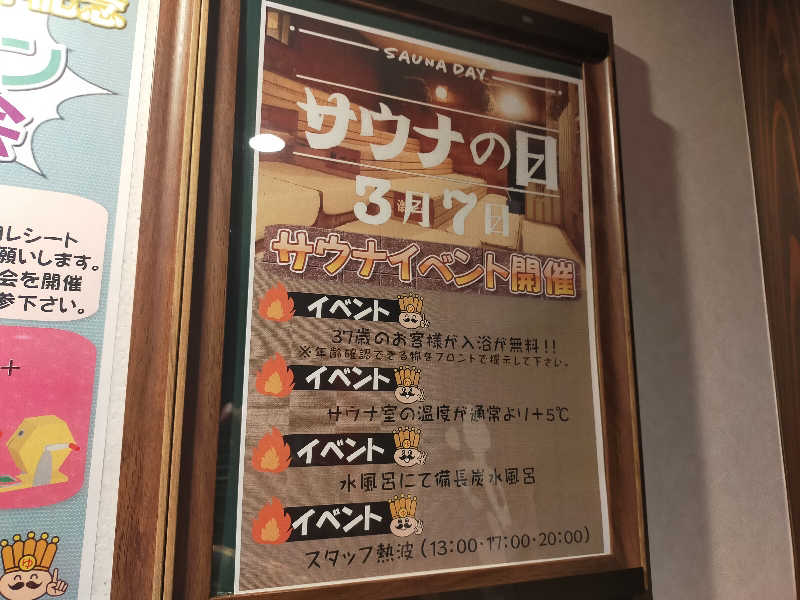 SAUNA DAY
サウナの日
3月7日
サウナイベント開催
イベント
37歳のお客様が入浴が無料!!
※年齢確認できる物をフロントで提示して下さい。
イベント
サウナ室の温度が通常より+5℃
イベント
水風呂にて備長炭水風呂
イベント
スタッフ熱波(13:00・17:00・20:00)
記念
ン
会
レシート
願いします。
会を開催
参下さい。
ゆ